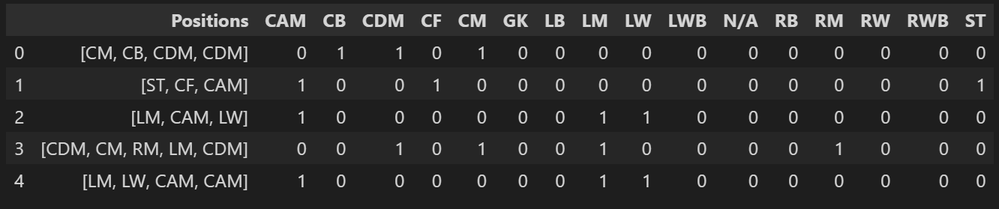 Positions CAM CB CDM CF CM GK LB LM LW LWB N/A RB RM RW RWB ST
0 [CM, CB, CDM, CDM] 0 1 1 0 1 0 0 0 0 0 0 0 0 0 0 0
1 [ST, CF, CAM] 1 0 0 1 0 0 0 0 0 0 0 0 0 0 0 1
2 [LM, CAM, LW] 1 0 0 0 0 0 0 1 1 0 0 0 0 0 0 0
3 [CDM, CM, RM, LM, CDM] 0 0 1 0 1 0 0 1 0 0 0 0 1 0 0 0
4 [LM, LW, CAM, CAM] 1 0 0 0 0 0 0 1 1 0 0 0 0 0 0 0